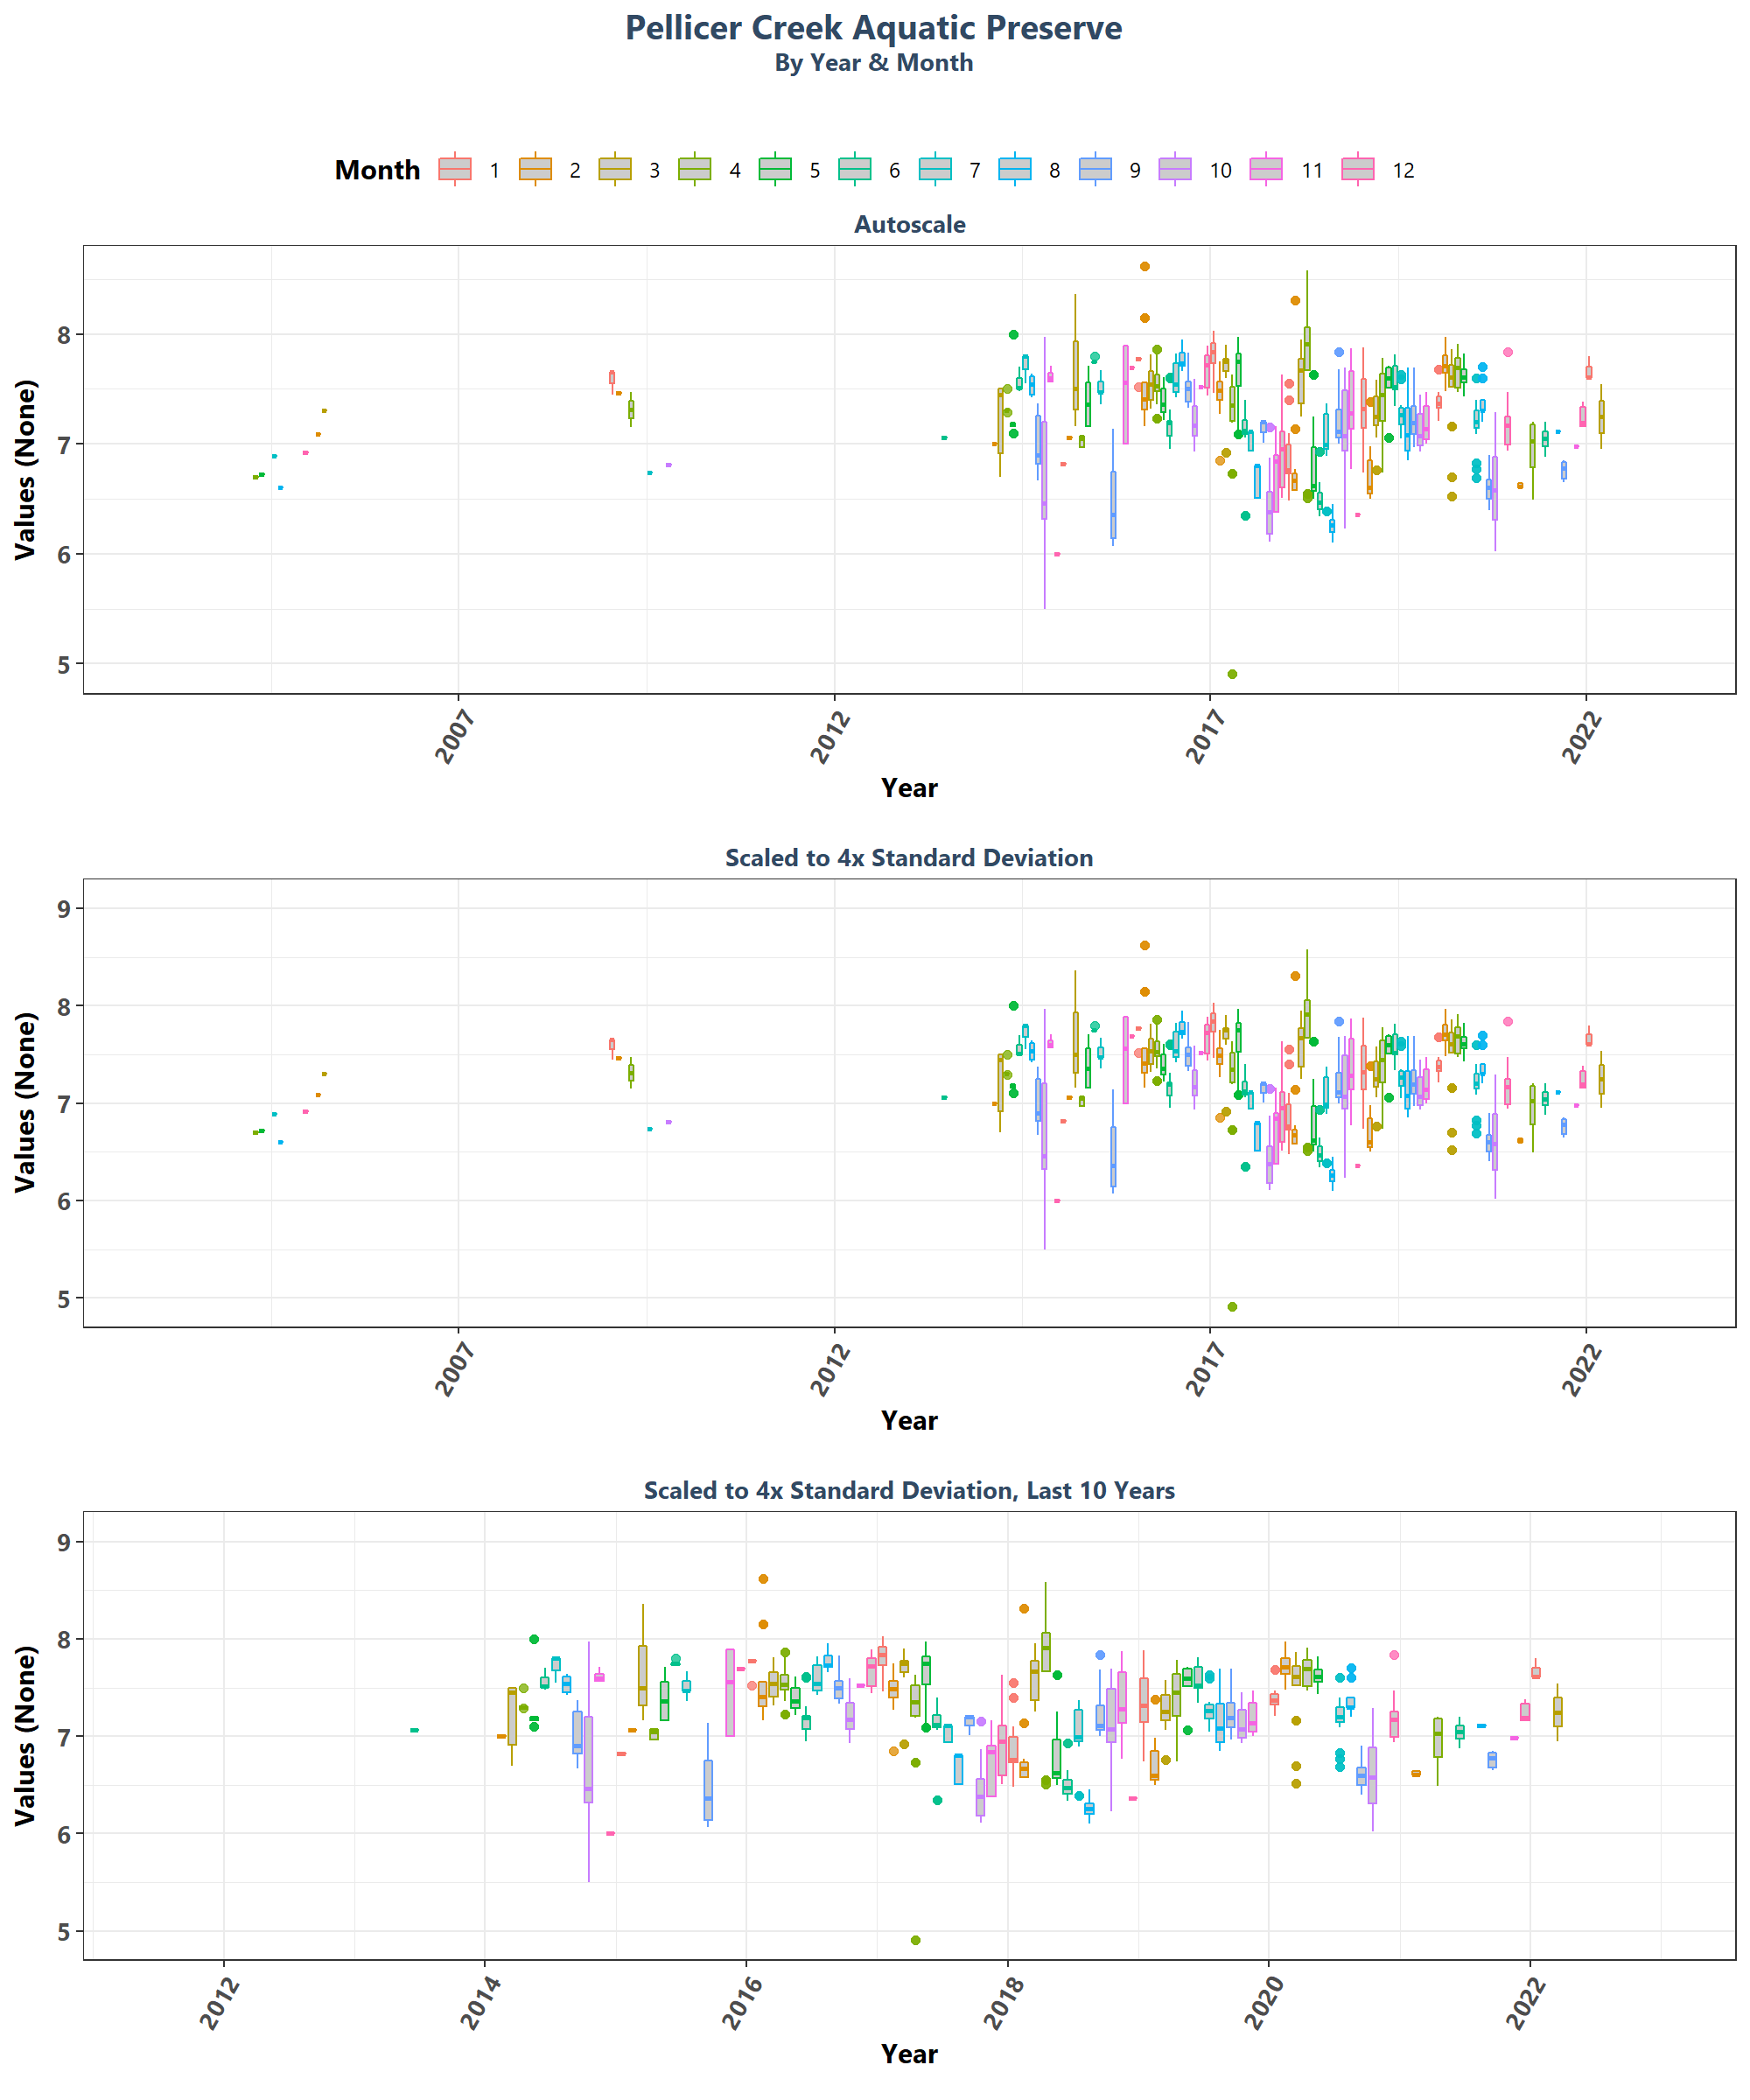 Pellicer Creek Aquatic Preserve
By Year & Month
Month 1 2 3 4 5 6 7 8 9 10 11 12
Autoscale
Values (None)
8
7
6
5
2007 2012 2017 2022
Year
Scaled to 4x Standard Deviation
Values (None)
9
8
7
6
5
2007 2012 2017 2022
Year
Scaled to 4x Standard Deviation, Last 10 Years
Values (None)
9
8
7
6
5
2012 2014 2016 2018 2020 2022
Year